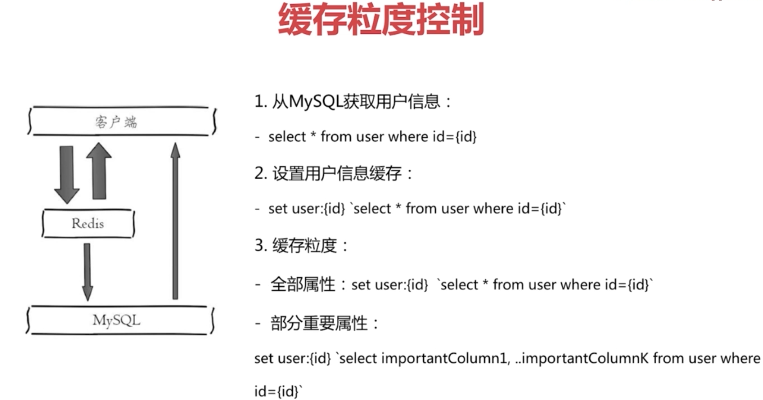 缓存粒度控制
客户端
Redis
MySQL
1. 从MySQL获取用户信息：
- select * from user where id={id}
2. 设置用户信息缓存：
- set user:{id} `select * from user where id={id}`
3. 缓存粒度：
- 全部属性：set user:{id} `select * from user where id={id}`
- 部分重要属性：
set user:{id} `select importantColumn1, ..importantColumnK from user where
id={id}`